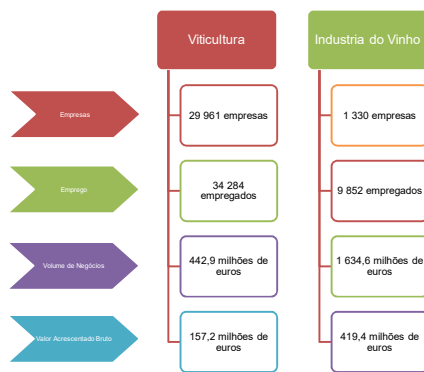 Viticultura
Industria do Vinho
Empresas
29 961 empresas
1 330 empresas
Emprego
34 284
empregados
9 852 empregados
Volume de Negócios
442,9 milhões de
euros
1 634,6 milhões de
euros
Valor Acrescentado Bruto
157,2 milhões de
euros
419,4 milhões de
euros